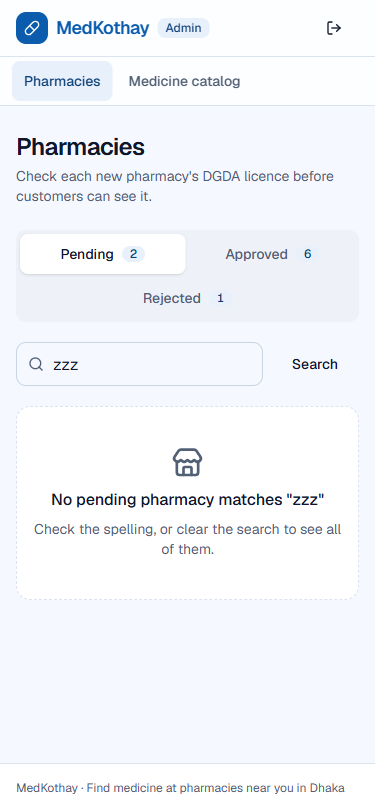 MedKothay Admin
Pharmacies Medicine catalog
Pharmacies
Check each new pharmacy's DGDA licence before
customers can see it.
Pending 2 Approved 6
Rejected 1
zzz Search
No pending pharmacy matches "zzz"
Check the spelling, or clear the search to see all
of them.
MedKothay · Find medicine at pharmacies near you in Dhaka